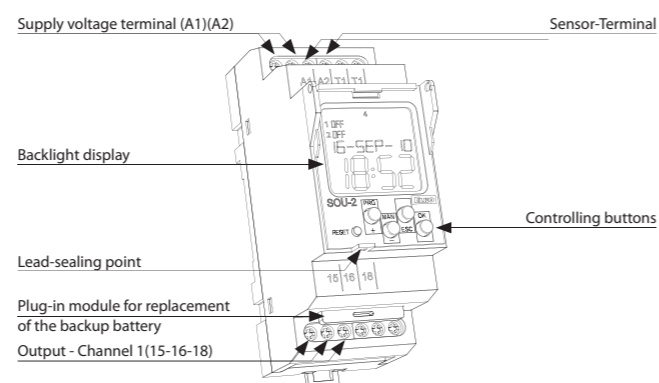 Supply voltage terminal (A1)(A2)
Sensor-Terminal
A1 A2 T1 T1
4
1 OFF
2 OFF
16-SEP- 10
18:52
Backlight display
SOU-2
PRG
MAN
OK
RESET
+
-
ESC
Controlling buttons
Lead-sealing point
15 16 18
Plug-in module for replacement
of the backup battery
Output - Channel 1(15-16-18)